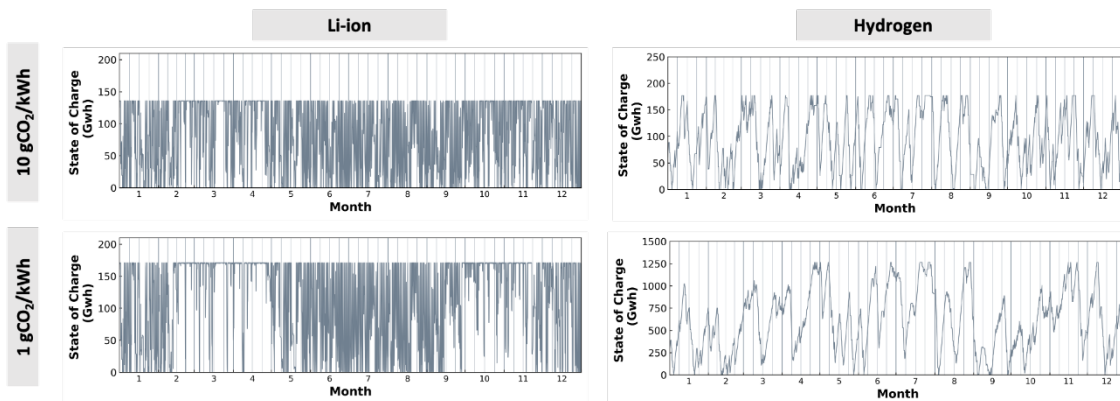 Li-ion
Hydrogen
10 gCO₂/kWh
State of Charge
(Gwh)
200
150
100
50
0
1 2 3 4 5 6 7 8 9 10 11 12
Month
State of Charge
(Gwh)
250
200
150
100
50
0
1 2 3 4 5 6 7 8 9 10 11 12
Month
1 gCO₂/kWh
State of Charge
(Gwh)
200
150
100
50
0
1 2 3 4 5 6 7 8 9 10 11 12
Month
State of Charge
(Gwh)
1500
1250
1000
750
500
250
0
1 2 3 4 5 6 7 8 9 10 11 12
Month